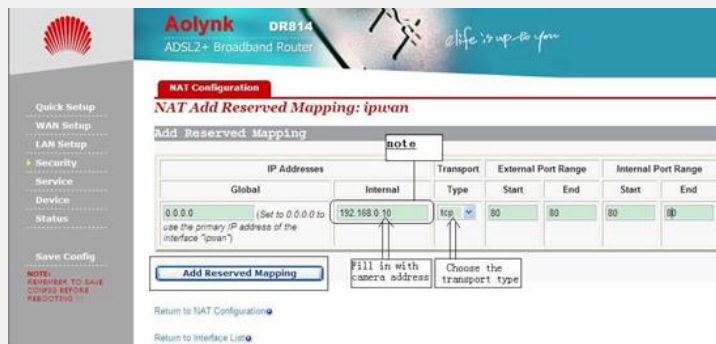 Aolynk DR814
ADSL2+ Broadband Router
elife is up to you
NAT Configuration
NAT Add Reserved Mapping: ipwan
Quick Setup
WAN Setup
LAN Setup
Security
Service
Device
Status
Save Config
NOTE:
REMEMBER TO SAVE
CONFIG BEFORE
REBOOTING !!
Add Reserved Mapping
note
IP Addresses Transport External Port Range Internal Port Range
Global Internal Type Start End Start End
0.0.0.0 (Set to 0.0.0.0 to
use the primary IP address of the
interface "ipwan")
192.168.0.10 tcp 80 80 80 80
Add Reserved Mapping
Fill in with
camera address
Choose the
transport type
Return to NAT Configuration
Return to Interface List